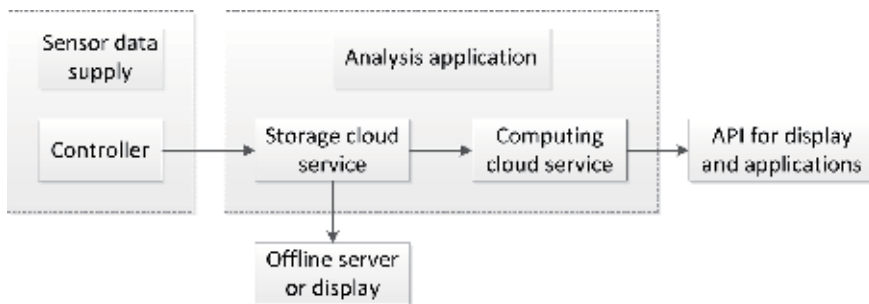 Sensor data
supply
Analysis application
Controller
Storage cloud
service
Computing
cloud service
API for display
and applications
Offline server
or display